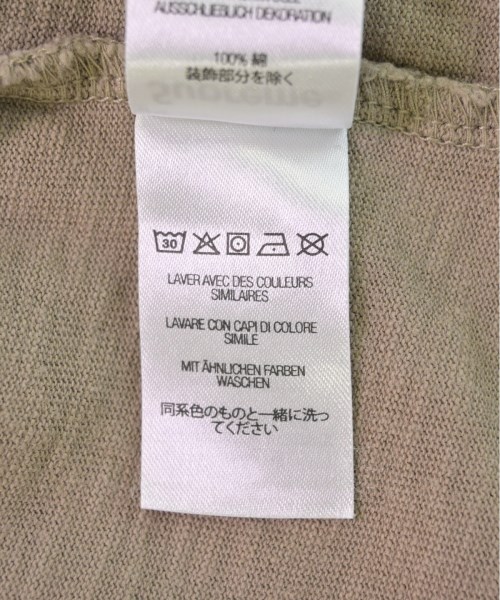 AUSSCHLIEßLICH DEKORATION
100% 綿
装飾部分を除く
Supreme
30
LAVER AVEC DES COULEURS
SIMILAIRES
LAVARE CON CAPI DI COLORE
SIMILE
MIT ÄHNLICHEN FARBEN
WASCHEN
同系色のものと一緒に洗っ
てください